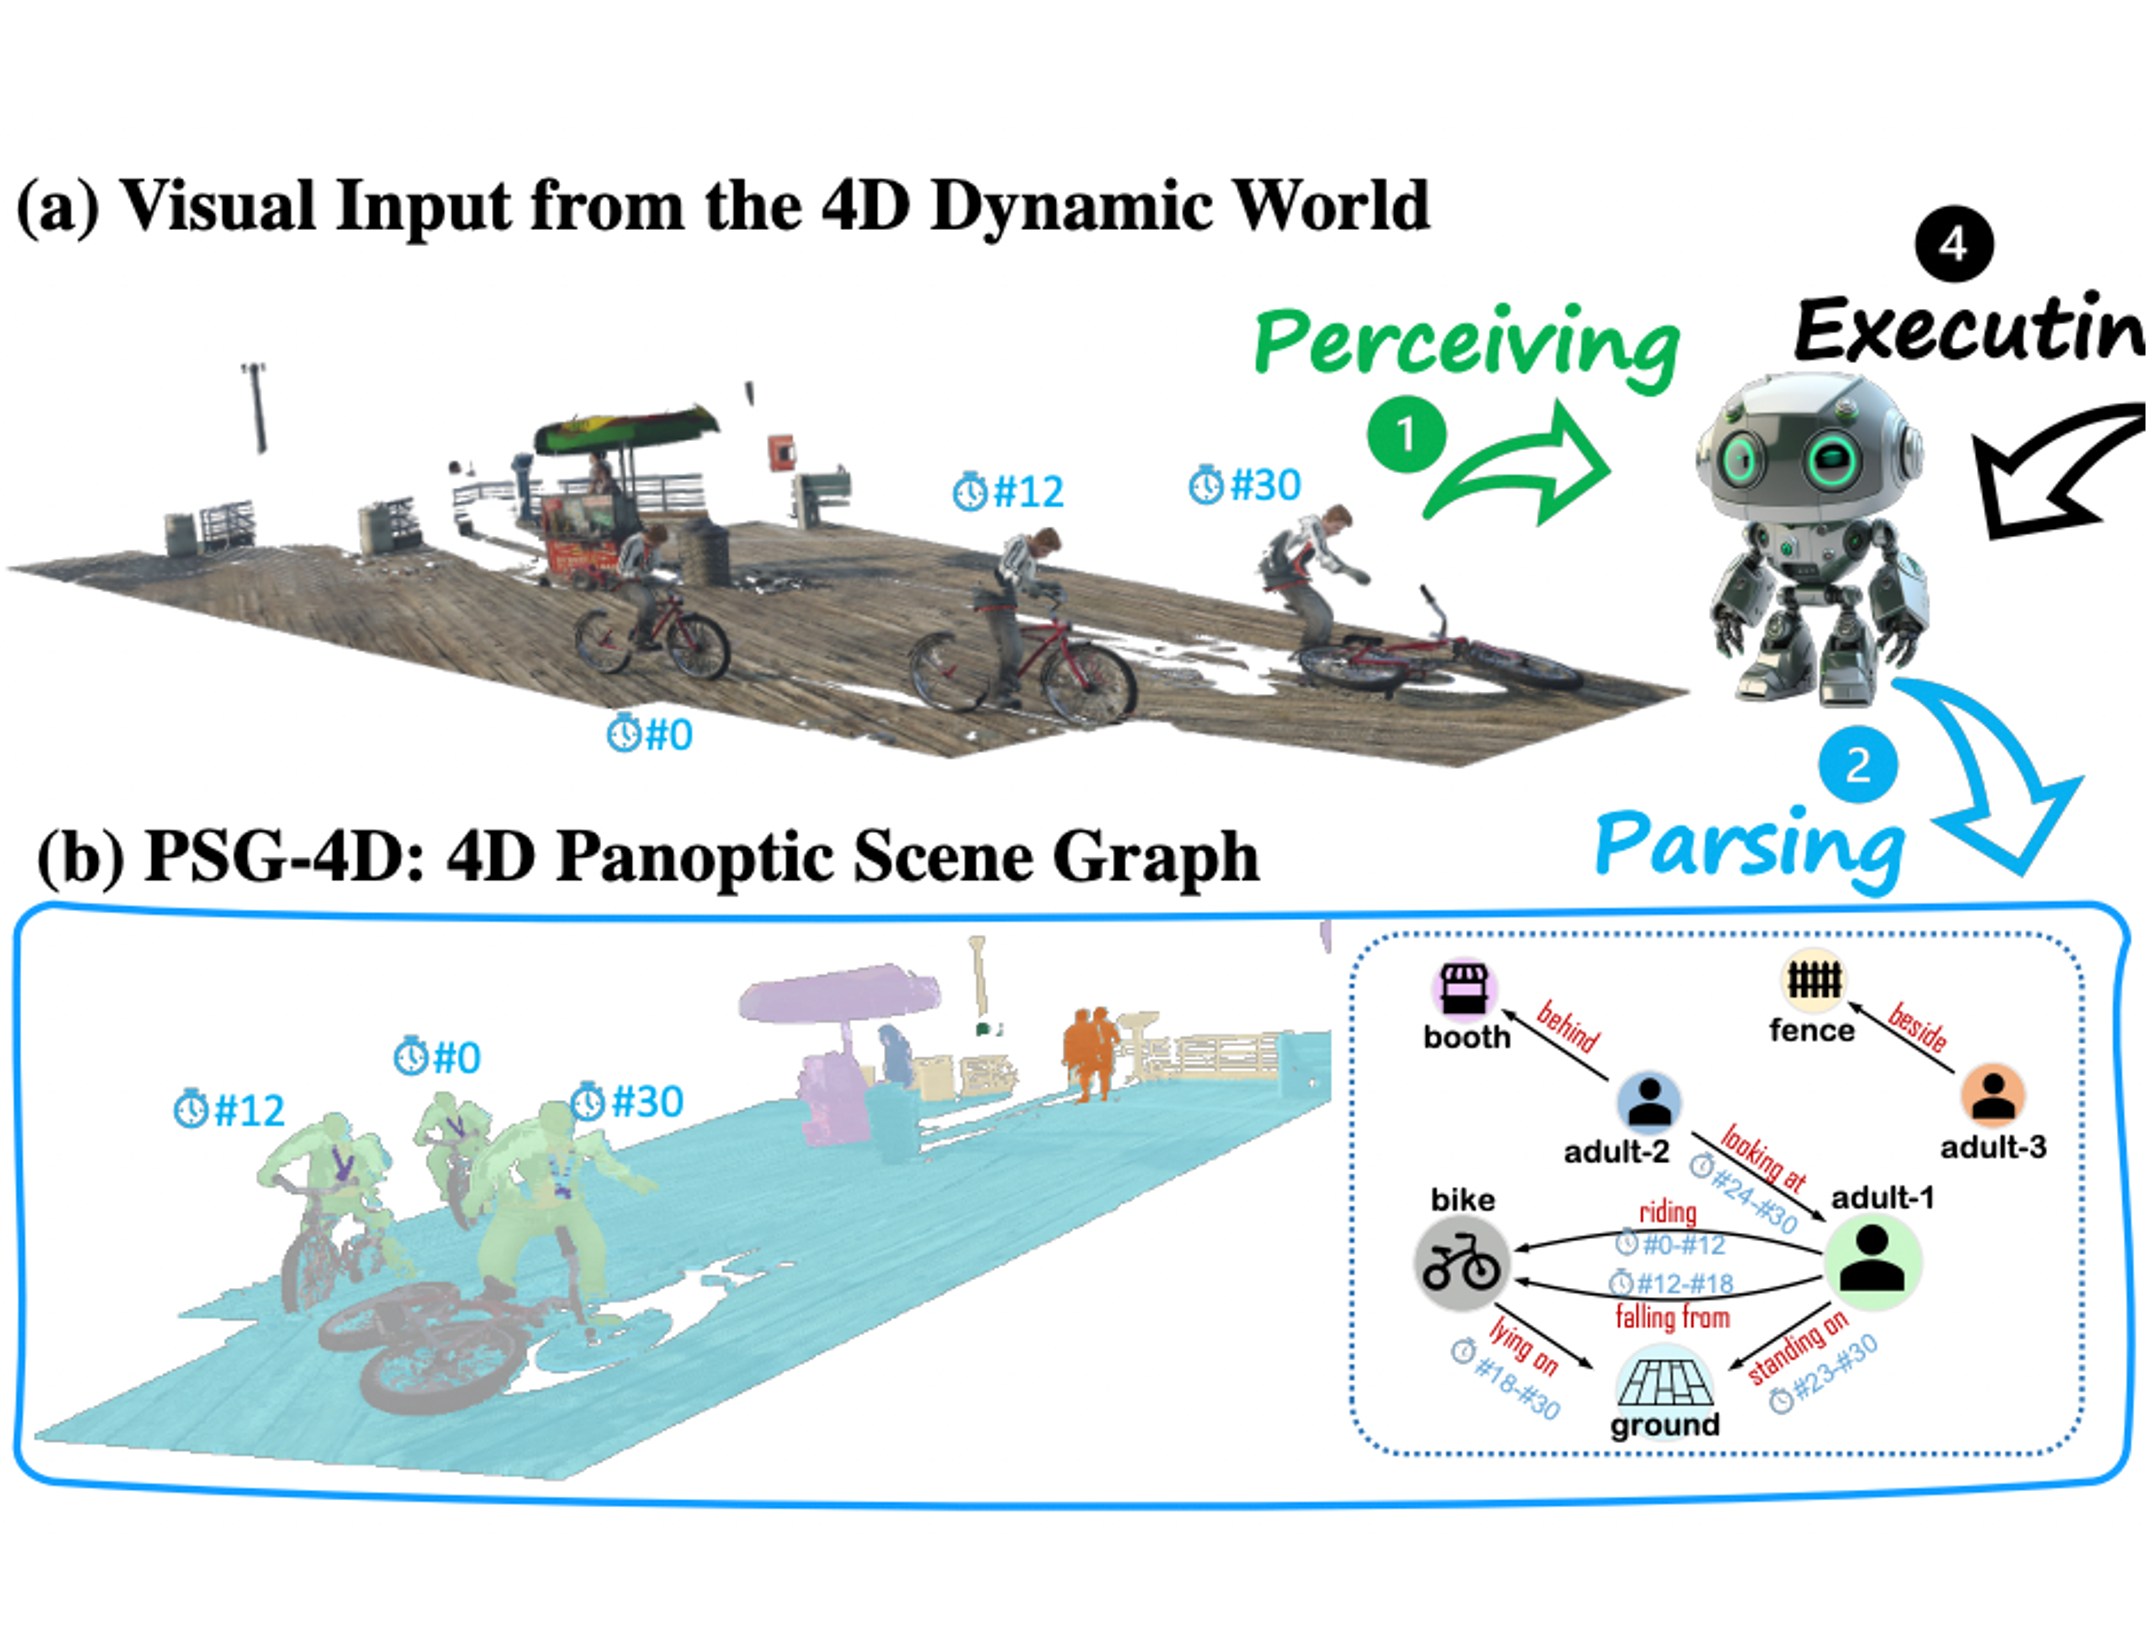 (a) Visual Input from the 4D Dynamic World
4
Executin
Perceiving
1
#12
#30
#0
2
Parsing
(b) PSG-4D: 4D Panoptic Scene Graph
#0
#12
#30
booth
behind
fence
beside
adult-2
adult-3
looking at
#24-#30
bike
adult-1
riding
#0-#12
#12-#18
falling from
lying on
#18-#30
standing on
#23-#30
ground